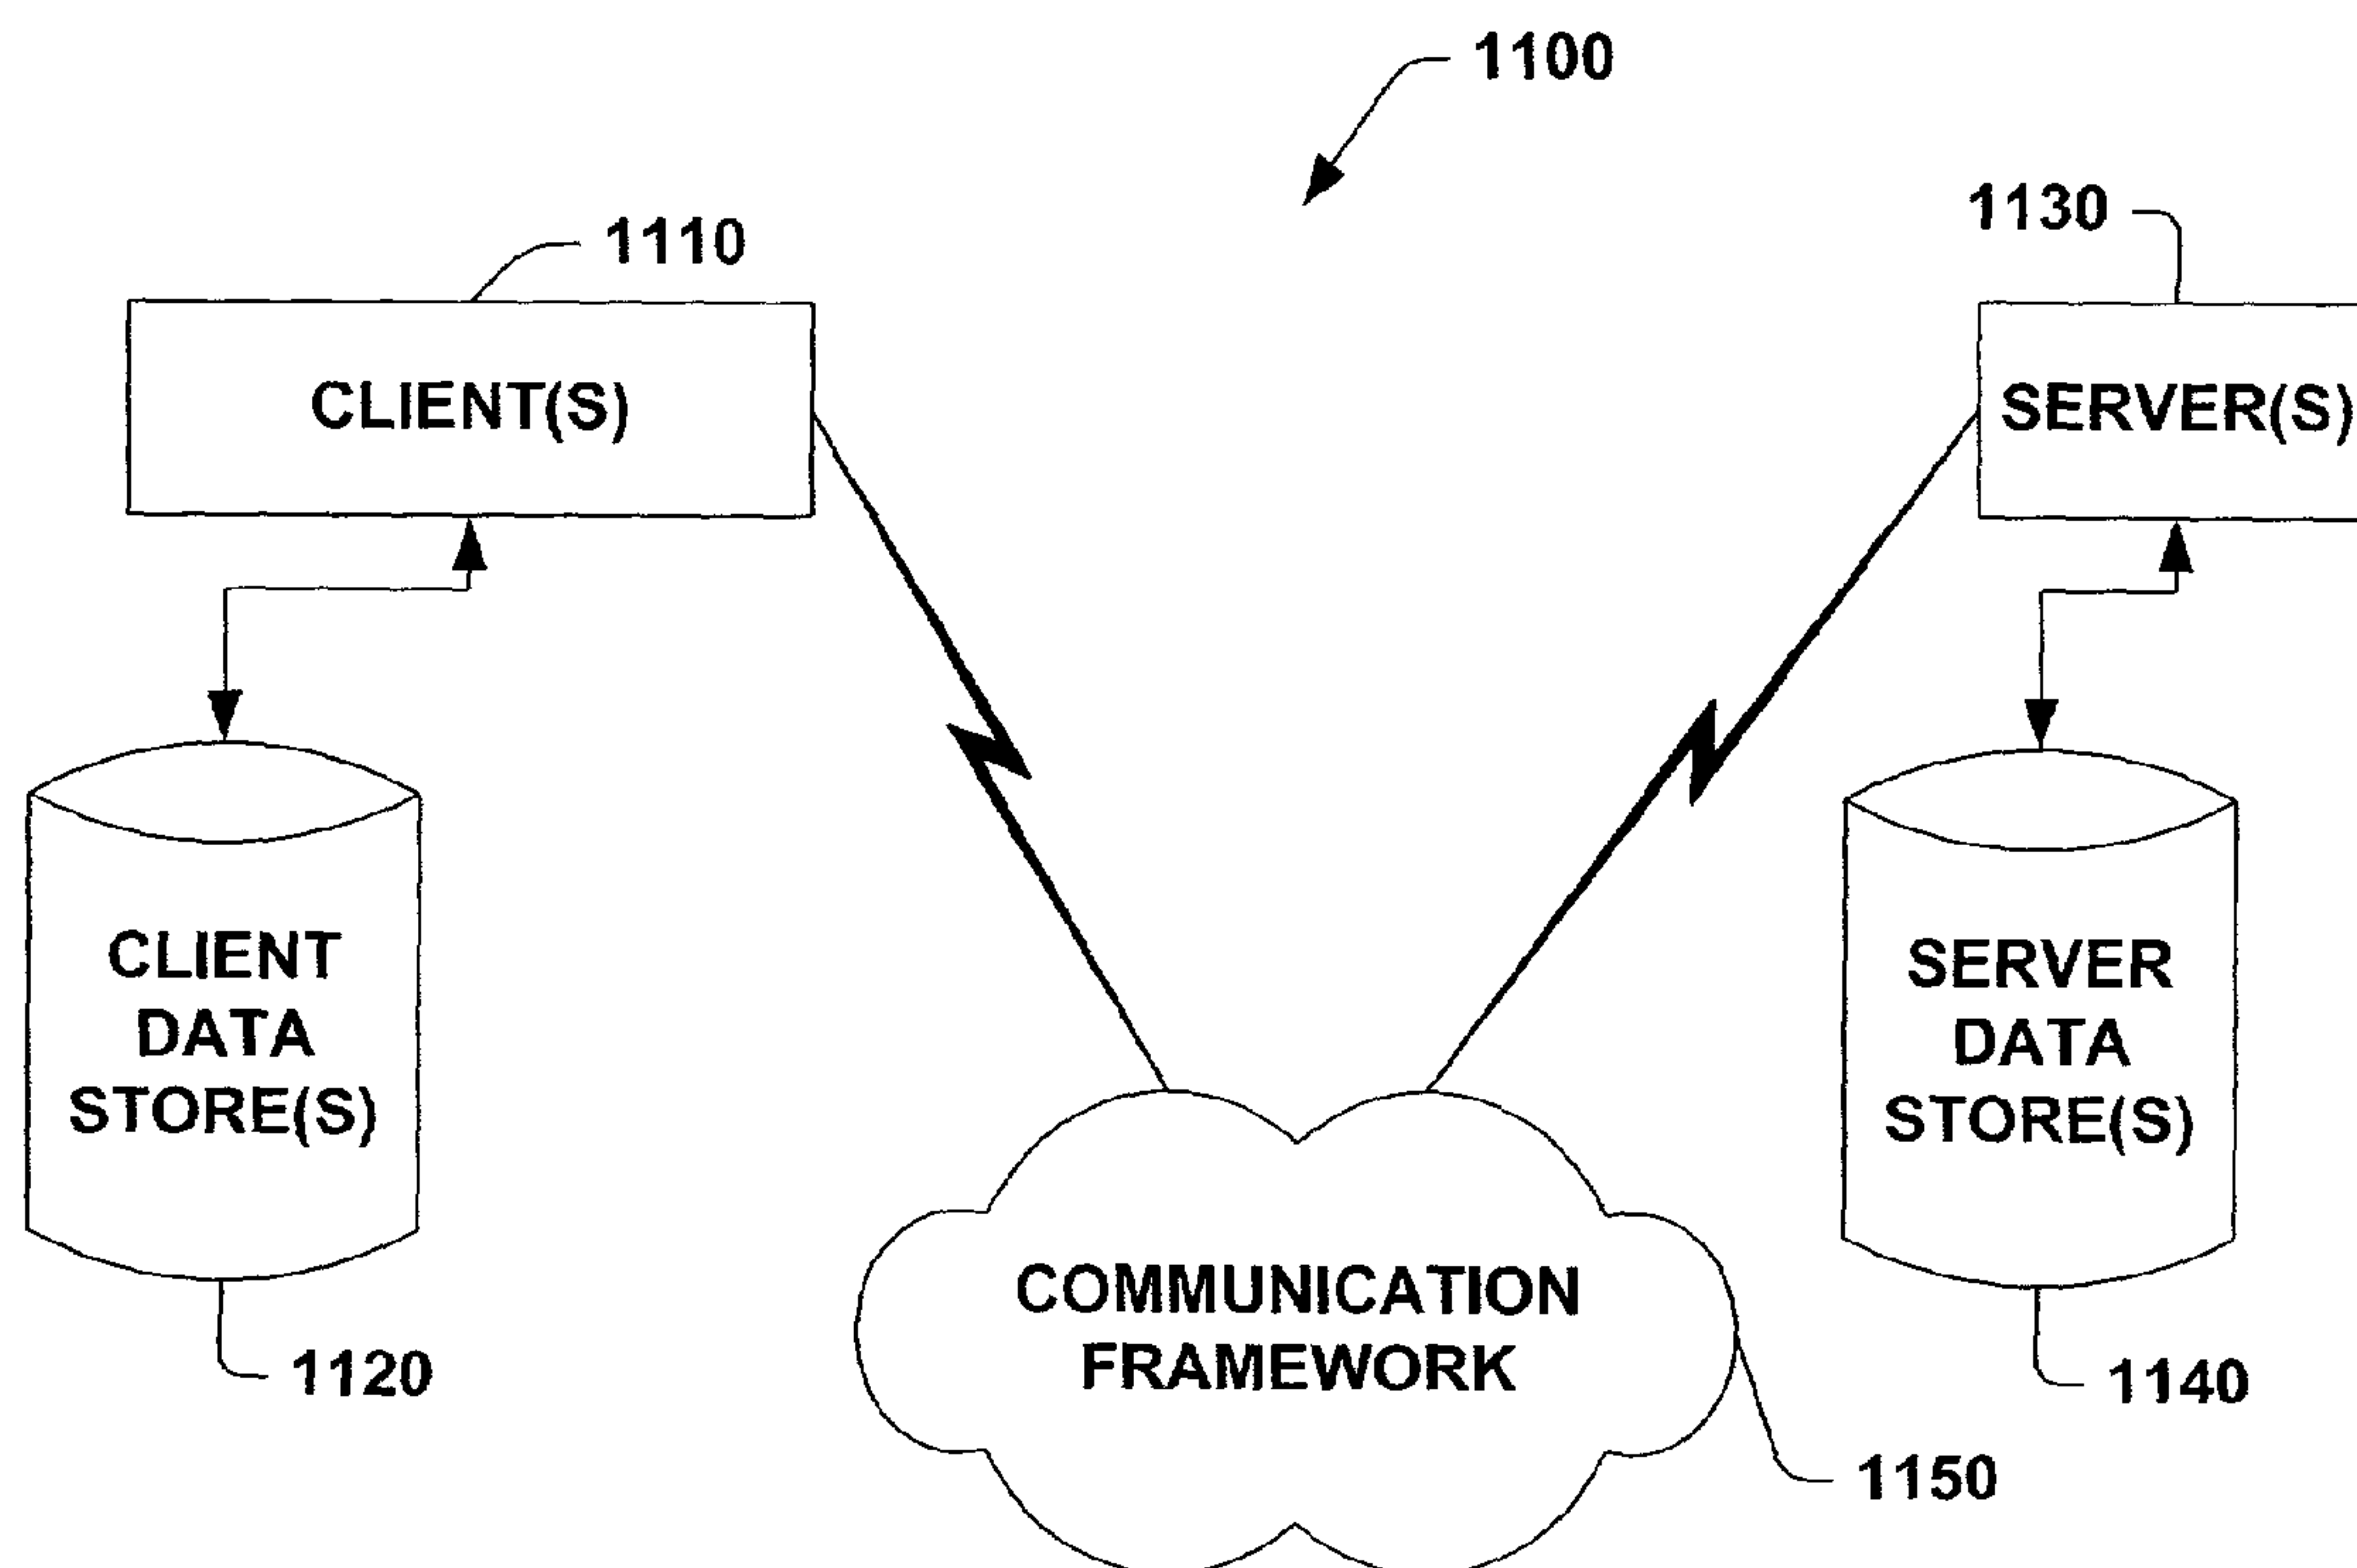 1100
1110
1130
CLIENT(S)
SERVER(S)
CLIENT
DATA
STORE(S)
SERVER
DATA
STORE(S)
COMMUNICATION
FRAMEWORK
1120
1140
1150